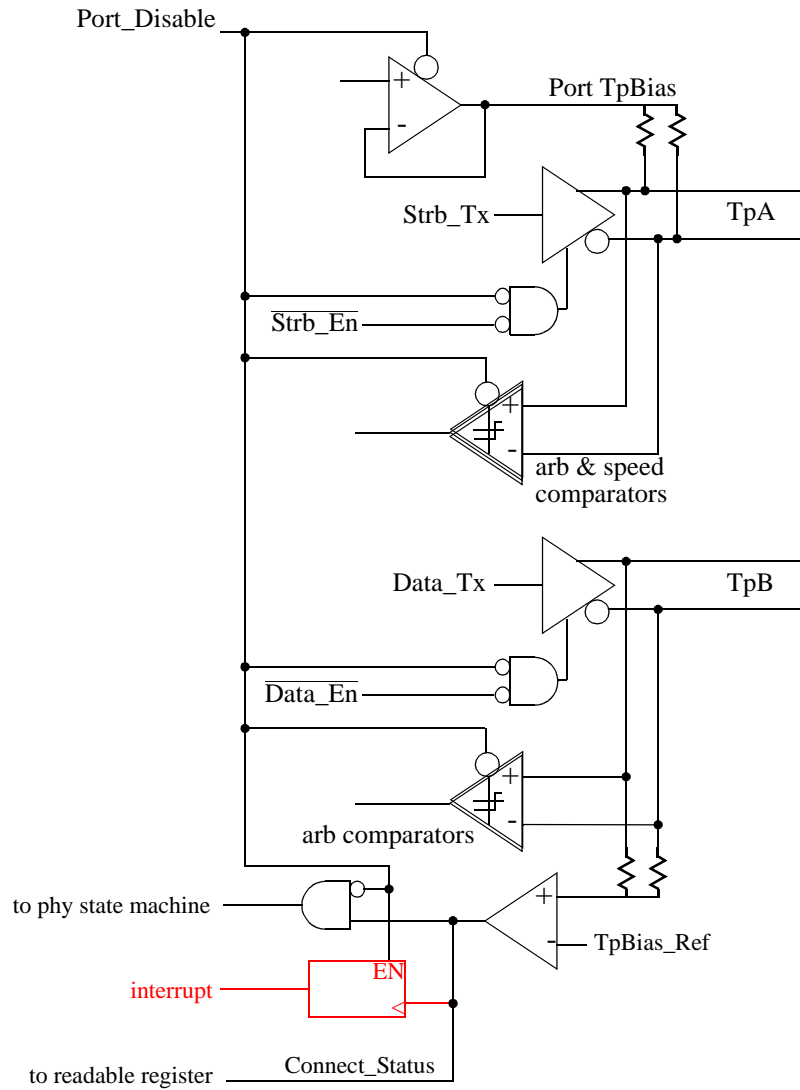 Port_Disable
+
-
Port TpBias
Strb_Tx
TpA
Strb_En
+
-
arb & speed
comparators
Data_Tx
TpB
Data_En
+
-
arb comparators
to phy state machine
+
-
TpBias_Ref
EN
interrupt
Connect_Status
to readable register